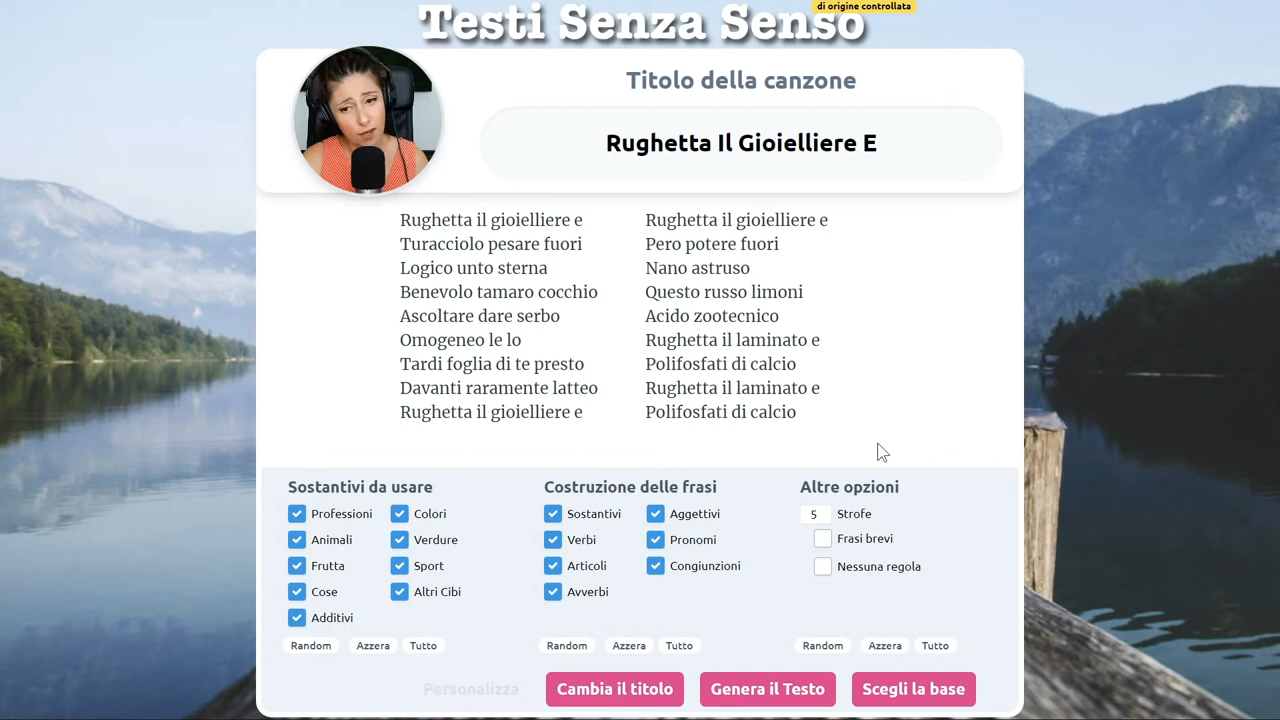 di origine controllata
Testi Senza Senso
Titolo della canzone
Rughetta Il Gioielliere E
Rughetta il gioielliere e
Turacciolo pesare fuori
Logico unto sterna
Benevolo tamaro cocchio
Ascoltare dare serbo
Omogeneo le lo
Tardi foglia di te presto
Davanti raramente latteo
Rughetta il gioielliere e
Rughetta il gioielliere e
Pero potere fuori
Nano astruso
Questo russo limoni
Acido zootecnico
Rughetta il laminato e
Polifosfati di calcio
Rughetta il laminato e
Polifosfati di calcio
Sostantivi da usare
Professioni Colori
Animali Verdure
Frutta Sport
Cose Altri Cibi
Additivi
Random Azzera Tutto
Costruzione delle frasi
Sostantivi Aggettivi
Verbi Pronomi
Articoli Congiunzioni
Avverbi
Random Azzera Tutto
Altre opzioni
5 Strofe
Frasi brevi
Nessuna regola
Random Azzera Tutto
Personalizza Cambia il titolo Genera il Testo Scegli la base